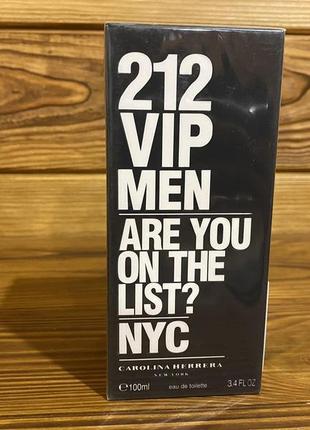 212
VIP
MEN
ARE YOU
ON THE
LIST?
NYC
CAROLINA HERRERA
NEW YORK
℮100ml eau de toilette 3.4 FL OZ